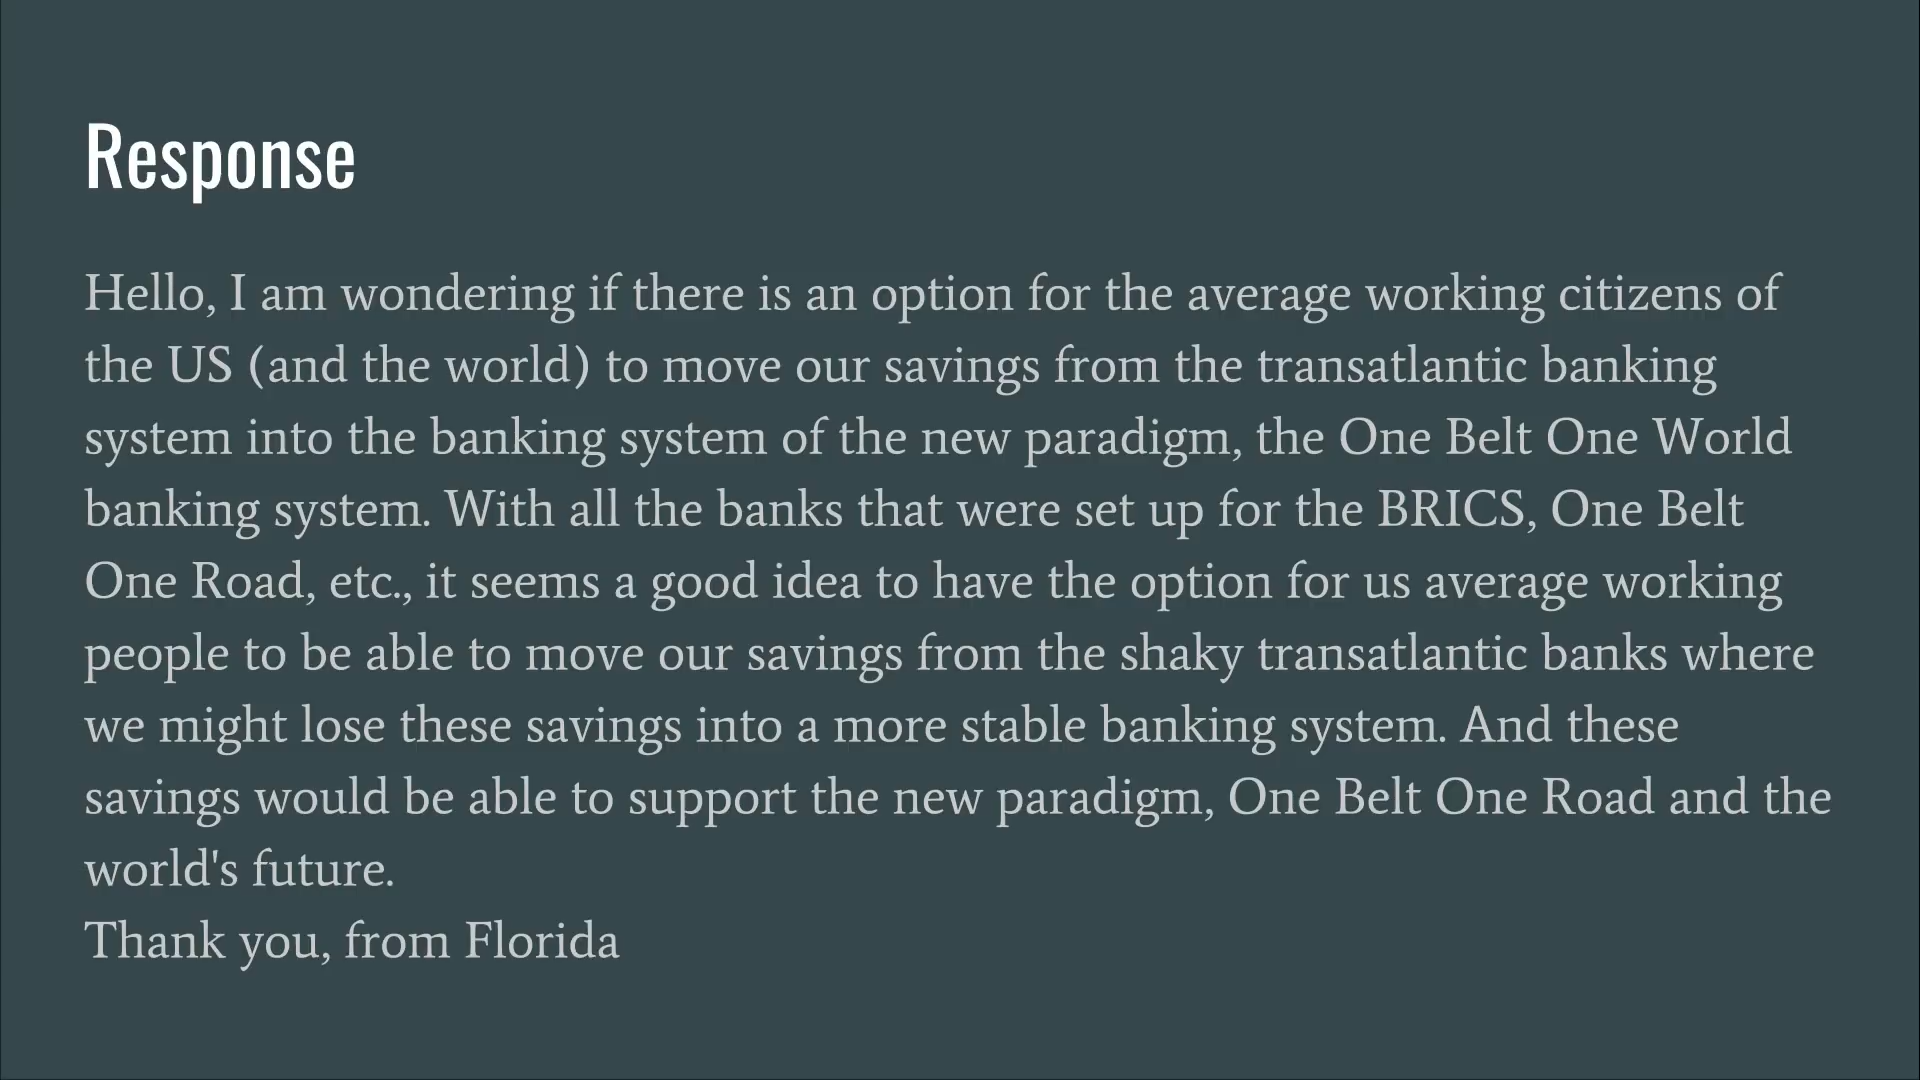 Response
Hello, I am wondering if there is an option for the average working citizens of
the US (and the world) to move our savings from the transatlantic banking
system into the banking system of the new paradigm, the One Belt One World
banking system. With all the banks that were set up for the BRICS, One Belt
One Road, etc., it seems a good idea to have the option for us average working
people to be able to move our savings from the shaky transatlantic banks where
we might lose these savings into a more stable banking system. And these
savings would be able to support the new paradigm, One Belt One Road and the
world's future.
Thank you, from Florida